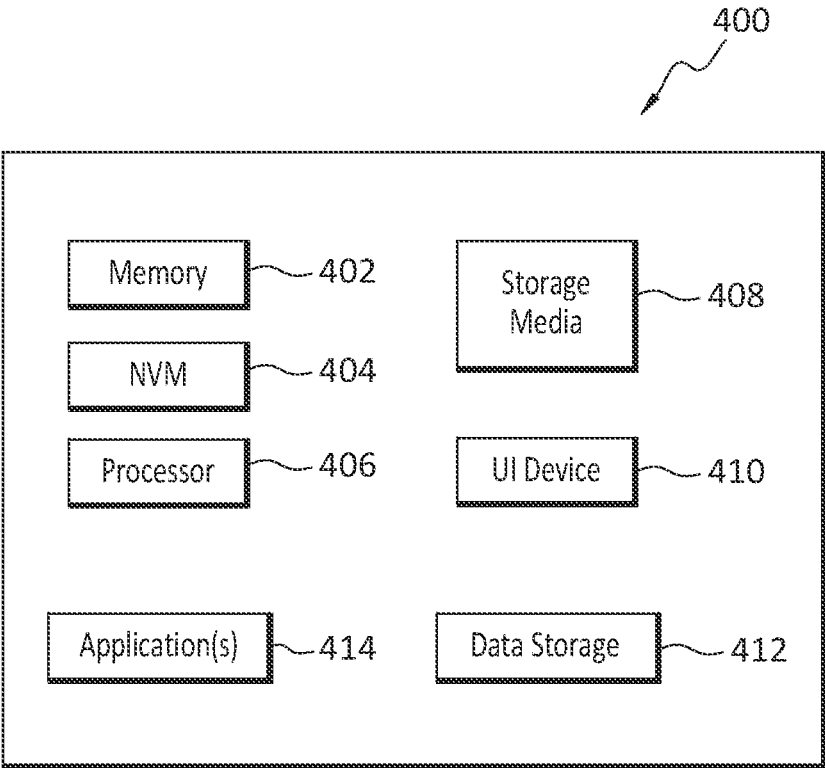 400
Memory
402
Storage
Media
408
NVM
404
Processor
406
UI Device
410
Application(s)
414
Data Storage
412